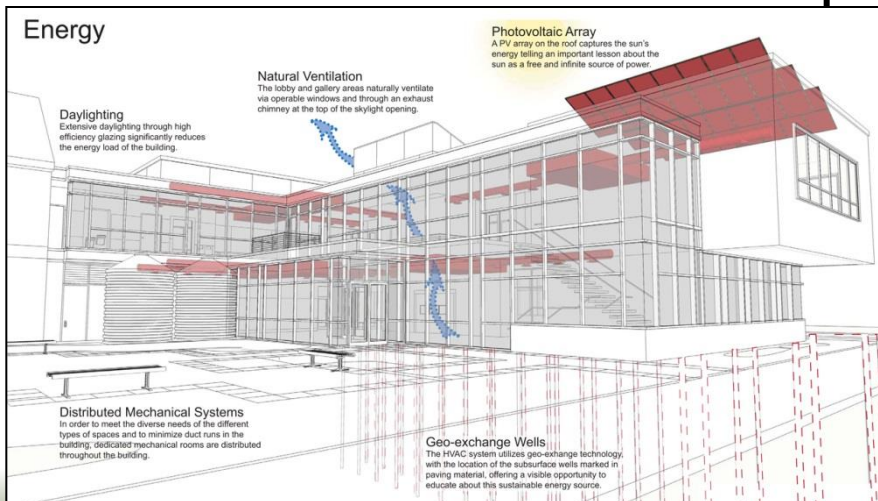 Energy
Photovoltaic Array
A PV array on the roof captures the sun's
energy telling an important lesson about the
sun as a free and infinite source of power.
Natural Ventilation
The lobby and gallery areas naturally ventilate
via operable windows and through an exhaust
chimney at the top of the skylight opening.
Daylighting
Extensive daylighting through high
efficiency glazing significantly reduces
the energy load of the building.
Distributed Mechanical Systems
In order to meet the diverse needs of the different
types of spaces and to minimize duct runs in the
building, dedicated mechanical rooms are distributed
throughout the building.
Geo-exchange Wells
The HVAC system utilizes geo-exhange technology,
with the location of the subsurface wells marked in
paving material, offering a visible opportunity to
educate about this sustainable energy source.